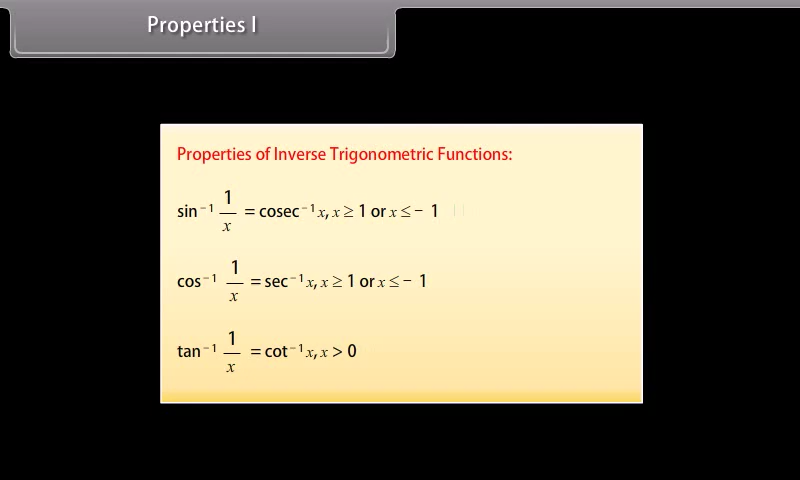 Properties I
Properties of Inverse Trigonometric Functions:
sin⁻¹ 1/x = cosec⁻¹x, x ≥ 1 or x ≤ − 1
cos⁻¹ 1/x = sec⁻¹x, x ≥ 1 or x ≤ − 1
tan⁻¹ 1/x = cot⁻¹x, x > 0